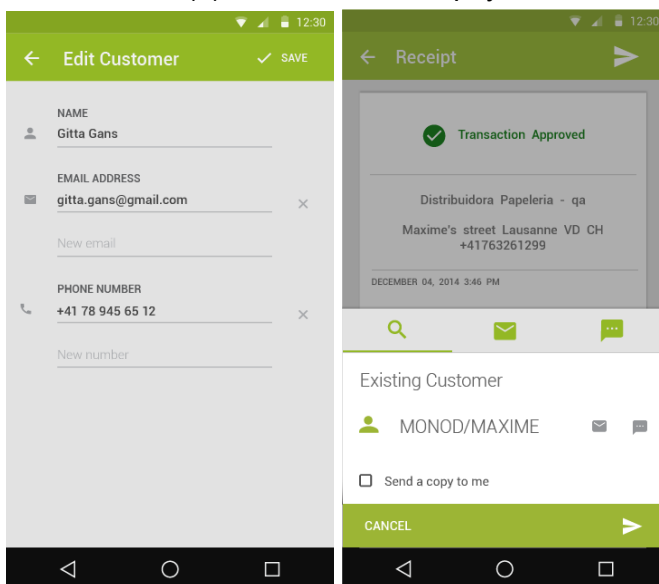 12:30
Edit Customer
SAVE
NAME
Gitta Gans
EMAIL ADDRESS
gitta.gans@gmail.com
New email
PHONE NUMBER
+41 78 945 65 12
New number
12:30
Receipt
Transaction Approved
Distribuidora Papeleria - qa
Maxime's street Lausanne VD CH
+41763261299
DECEMBER 04, 2014 3:46 PM
Existing Customer
MONOD/MAXIME
Send a copy to me
CANCEL